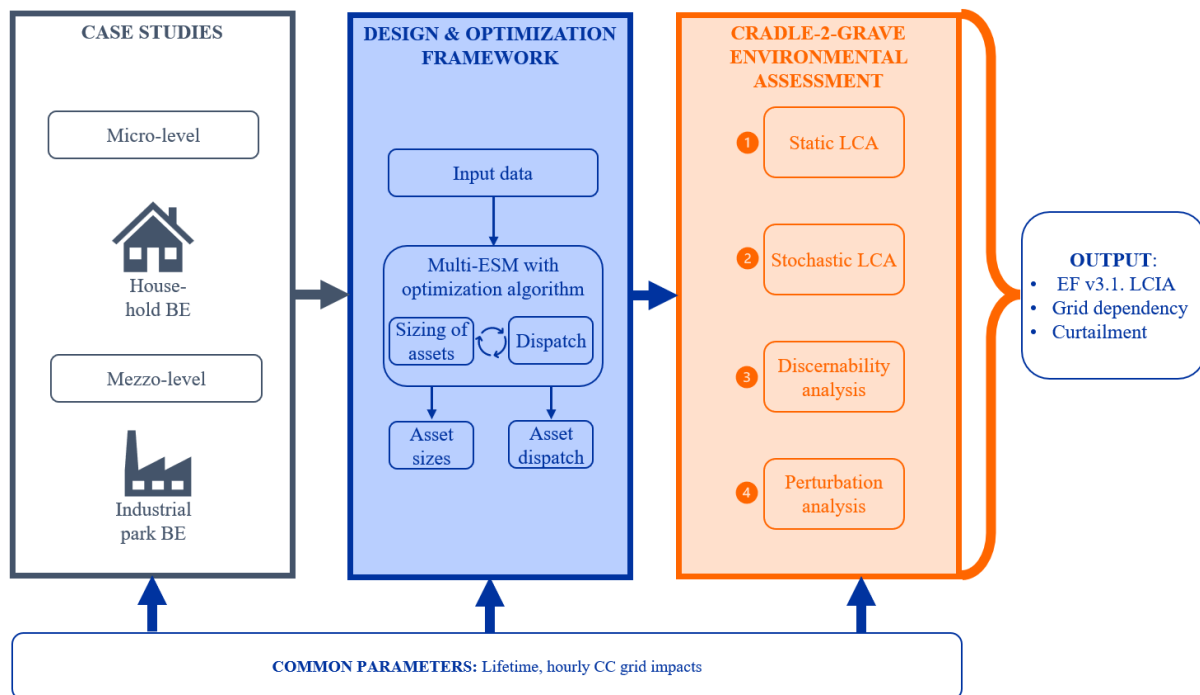 CASE STUDIES
Micro-level
House-
hold BE
Mezzo-level
Industrial
park BE
DESIGN & OPTIMIZATION
FRAMEWORK
Input data
Multi-ESM with
optimization algorithm
Sizing of
assets
Dispatch
Asset
sizes
Asset
dispatch
CRADLE-2-GRAVE
ENVIRONMENTAL
ASSESSMENT
1
Static LCA
2
Stochastic LCA
3
Discernability
analysis
4
Perturbation
analysis
OUTPUT:
• EF v3.1. LCIA
• Grid dependency
• Curtailment
COMMON PARAMETERS: Lifetime, hourly CC grid impacts